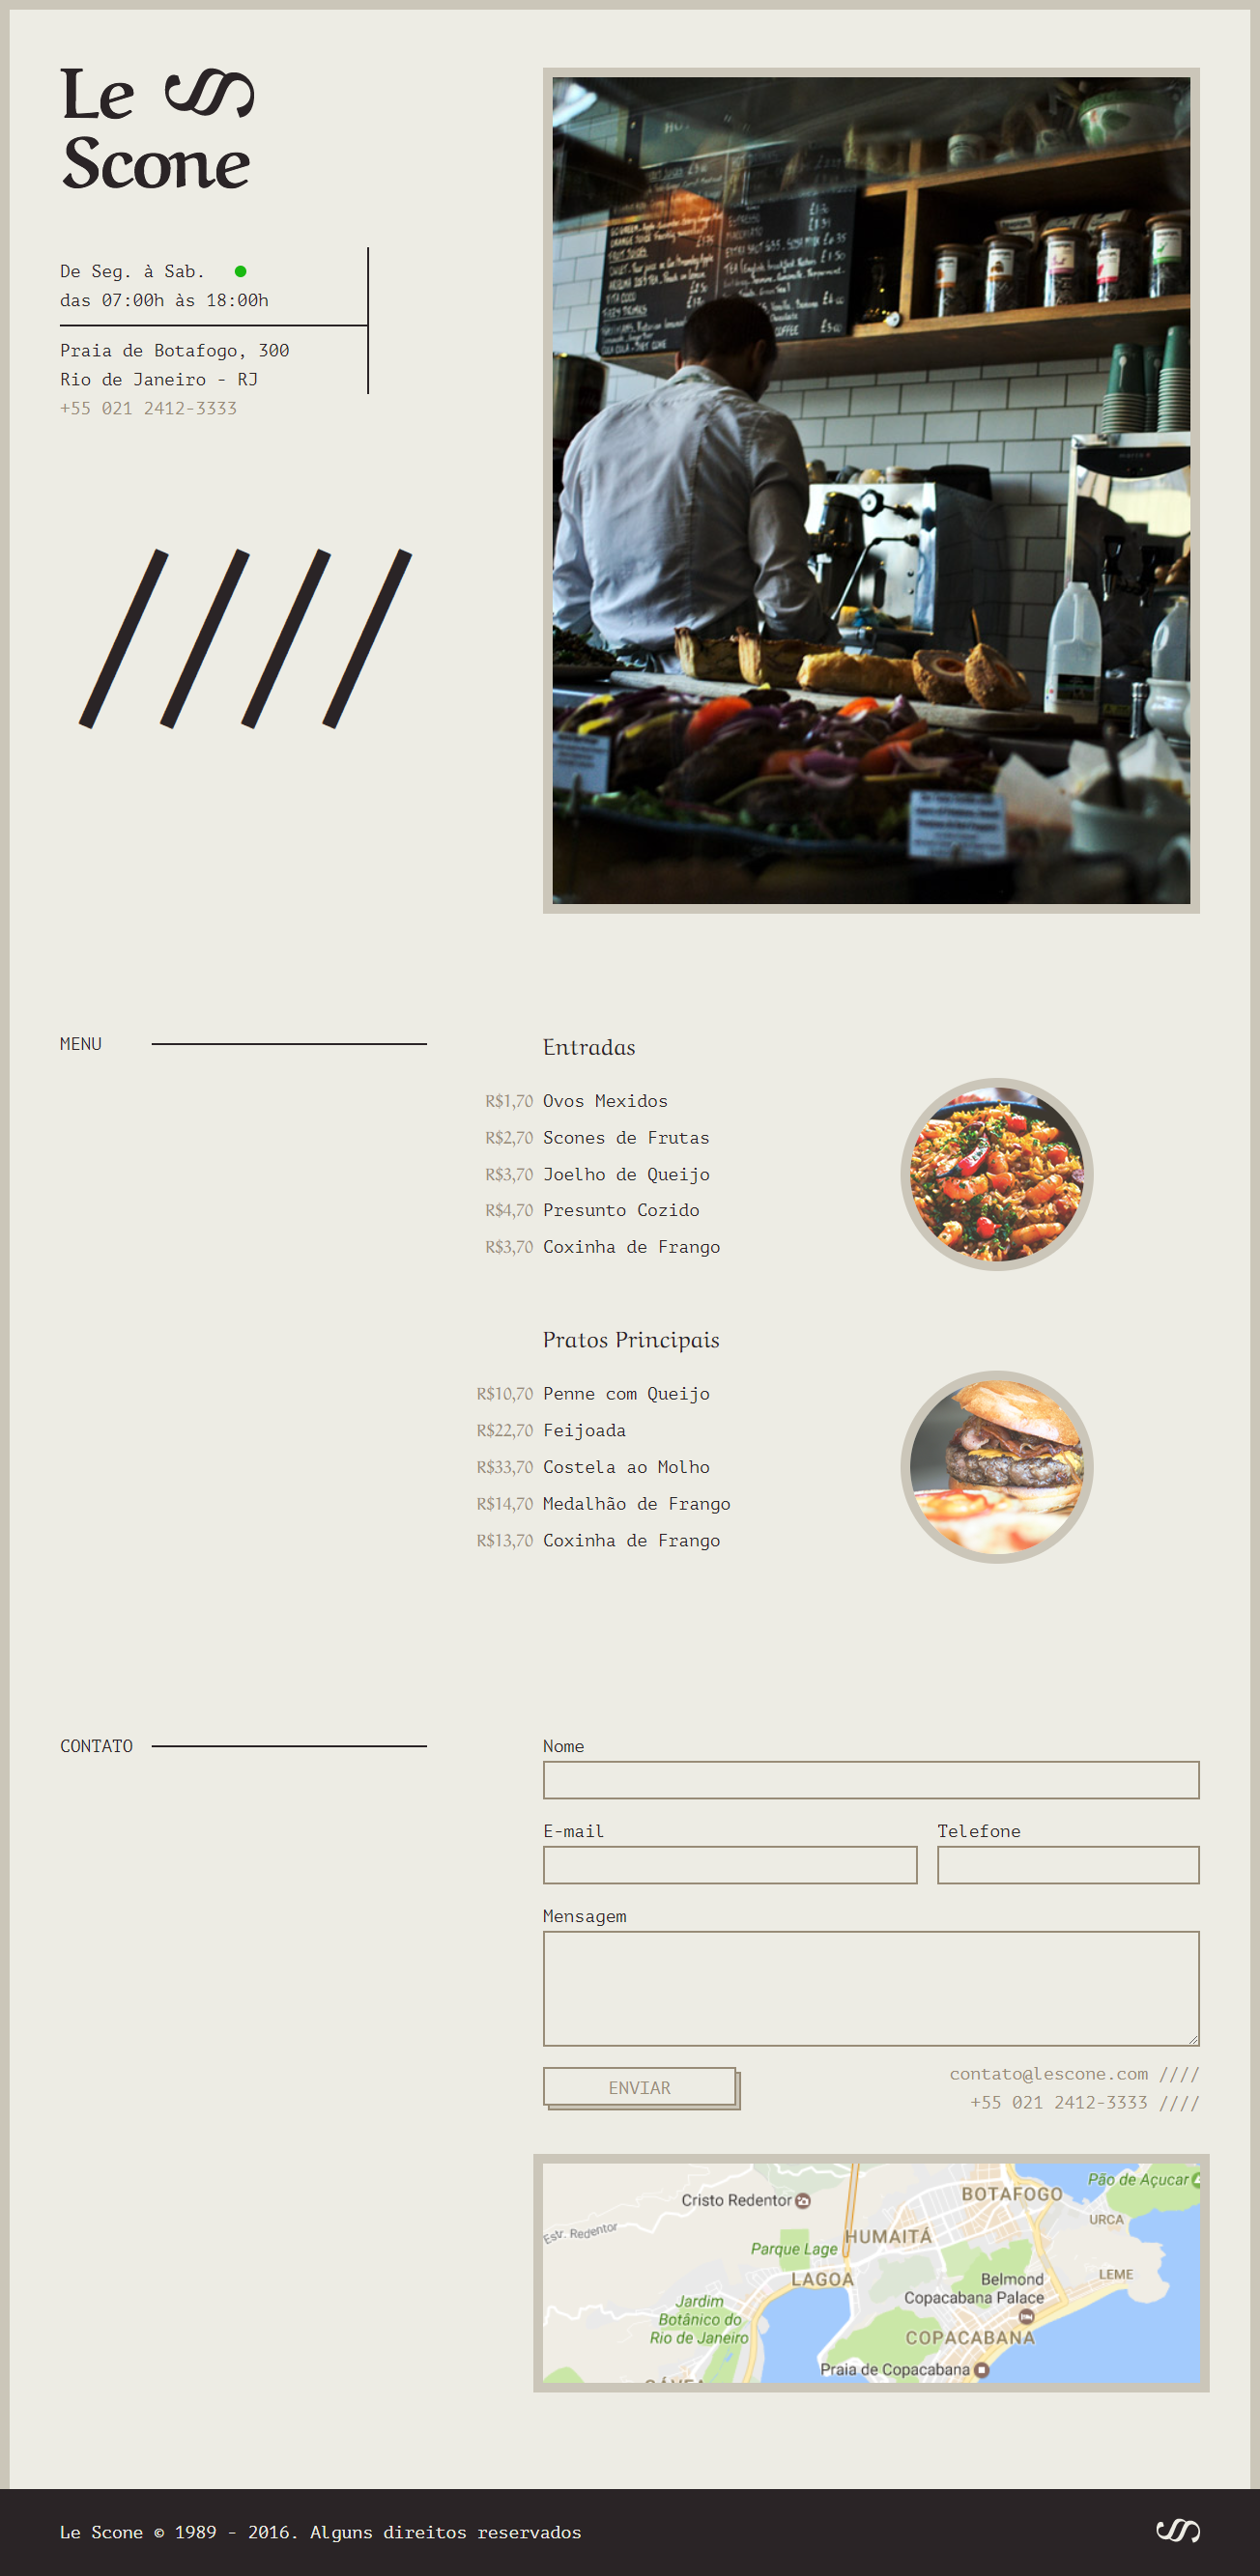 Le
Scone
De Seg. à Sab.
das 07:00h às 18:00h
Praia de Botafogo, 300
Rio de Janeiro - RJ
+55 021 2412-3333
////
MENU
Entradas
R$1,70 Ovos Mexidos
R$2,70 Scones de Frutas
R$3,70 Joelho de Queijo
R$4,70 Presunto Cozido
R$3,70 Coxinha de Frango
Pratos Principais
R$10,70 Penne com Queijo
R$22,70 Feijoada
R$33,70 Costela ao Molho
R$14,70 Medalhão de Frango
R$13,70 Coxinha de Frango
CONTATO
Nome
E-mail
Telefone
Mensagem
ENVIAR
contato@lescone.com ////
+55 021 2412-3333 ////
Pão de Açucar
Cristo Redentor
BOTAFOGO
URCA
Estr. Redentor
HUMAITÁ
Parque Lage
LAGOA
Belmond
Copacabana Palace
LEME
Jardim
Botânico do
Rio de Janeiro
COPACABANA
Praia de Copacabana
Le Scone © 1989 - 2016. Alguns direitos reservados